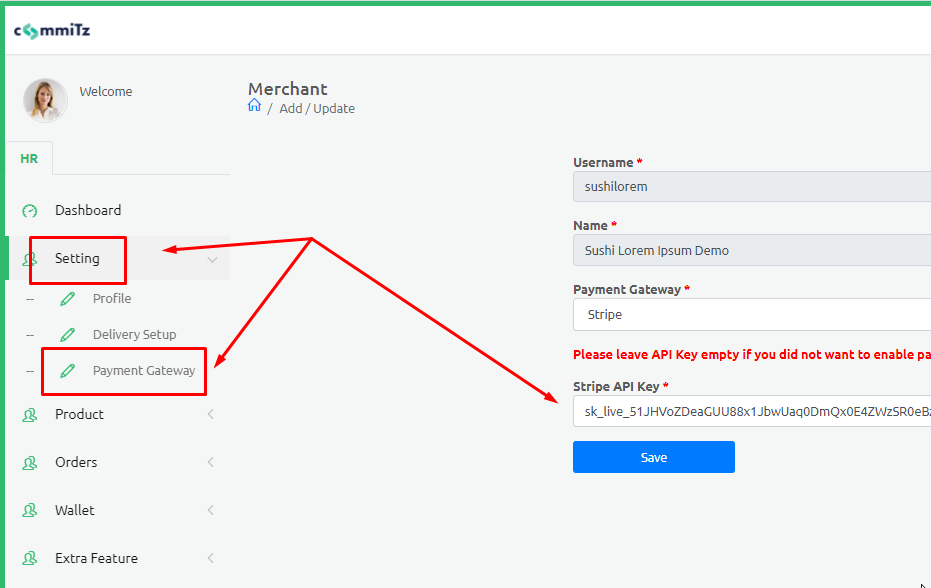 commiTz
Welcome
Merchant
/ Add / Update
HR
Username *
sushilorem
Dashboard
Name *
Setting
Sushi Lorem Ipsum Demo
Payment Gateway *
-- Profile
Stripe
-- Delivery Setup
Please leave API Key empty if you did not want to enable pa
-- Payment Gateway
Stripe API Key *
Product
sk_live_51JHVoZDeaGUU88x1JbwUaq0DmQx0E4ZWzSR0eBz
Save
Orders
Wallet
Extra Feature